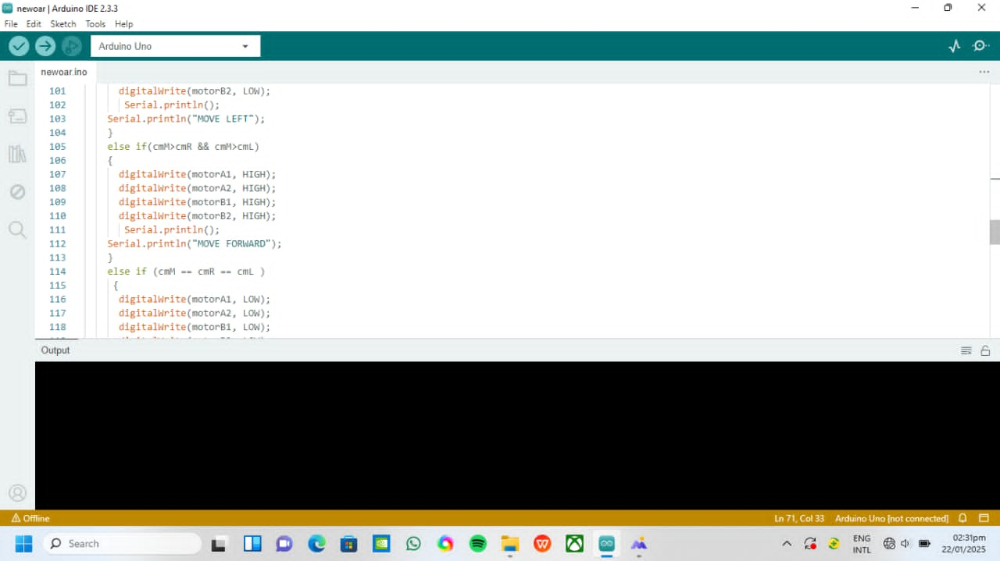 newoar | Arduino IDE 2.3.3
File Edit Sketch Tools Help
Arduino Uno
newoar.ino
101 digitalWrite(motorB2, LOW);
102 Serial.println();
103 Serial.println("MOVE LEFT");
104 }
105 else if(cmM>cmR && cmM>cmL)
106 {
107 digitalWrite(motorA1, HIGH);
108 digitalWrite(motorA2, HIGH);
109 digitalWrite(motorB1, HIGH);
110 digitalWrite(motorB2, HIGH);
111 Serial.println();
112 Serial.println("MOVE FORWARD");
113 }
114 else if (cmM == cmR == cmL )
115 {
116 digitalWrite(motorA1, LOW);
117 digitalWrite(motorA2, LOW);
118 digitalWrite(motorB1, LOW);
Output
Offline
Ln 71, Col 33 Arduino Uno [not connected]
Search
ENG
INTL
02:31pm
22/01/2025